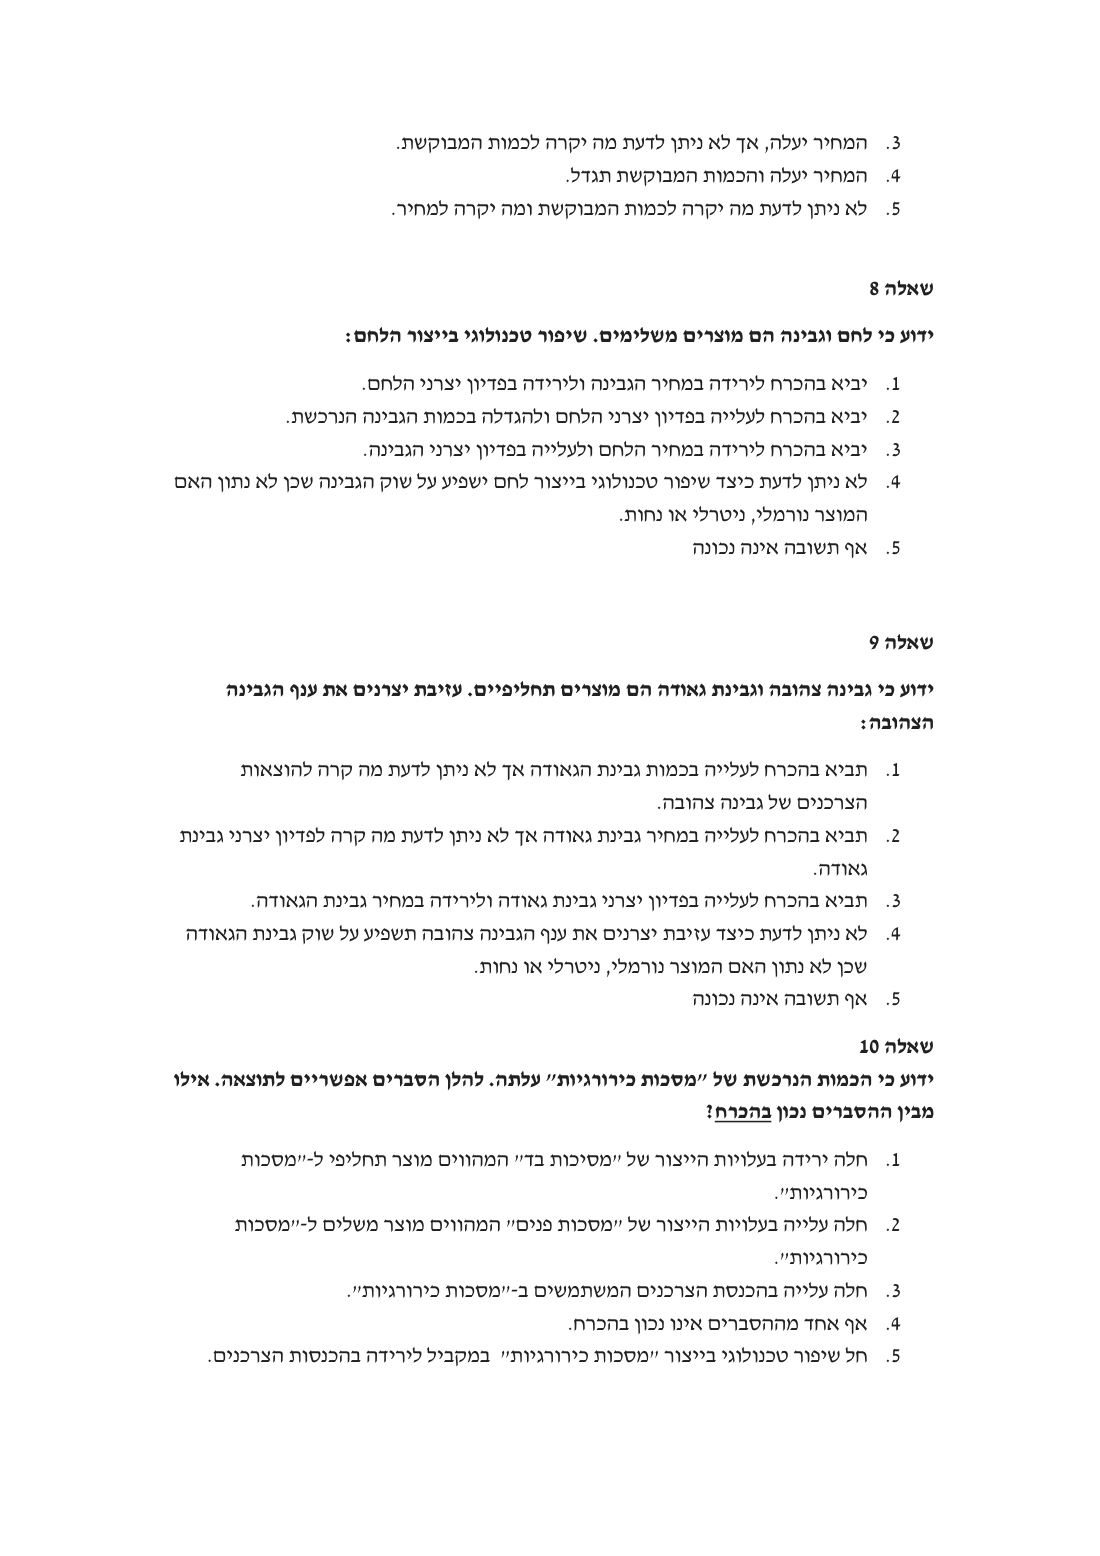 3. המחיר יעלה, אך לא ניתן לדעת מה יקרה לכמות המבוקשת.
4. המחיר יעלה והכמות המבוקשת תגדל.
5. לא ניתן לדעת מה יקרה לכמות המבוקשת ומה יקרה למחיר.
שאלה 8
ידוע כי לחם וגבינה הם מוצרים משלימים. שיפור טכנולוגי בייצור הלחם:
1. יביא בהכרח לירידה במחיר הגבינה ולירידה בפדיון יצרני הלחם.
2. יביא בהכרח לעלייה בפדיון יצרני הלחם ולהגדלה בכמות הגבינה הנרכשת.
3. יביא בהכרח לירידה במחיר הלחם ולעלייה בפדיון יצרני הגבינה.
4. לא ניתן לדעת כיצד שיפור טכנולוגי בייצור לחם ישפיע על שוק הגבינה שכן לא נתון האם
המוצר נורמלי, ניטרלי או נחות.
5. אף תשובה אינה נכונה
שאלה 9
ידוע כי גבינה צהובה וגבינת גאודה הם מוצרים תחליפיים. עזיבת יצרנים את ענף הגבינה
הצהובה:
1. תביא בהכרח לעלייה בכמות גבינת הגאודה אך לא ניתן לדעת מה קרה להוצאות
הצרכנים של גבינה צהובה.
2. תביא בהכרח לעלייה במחיר גבינת גאודה אך לא ניתן לדעת מה קרה לפדיון יצרני גבינת
גאודה.
3. תביא בהכרח לעלייה בפדיון יצרני גבינת גאודה ולירידה במחיר גבינת הגאודה.
4. לא ניתן לדעת כיצד עזיבת יצרנים את ענף הגבינה צהובה תשפיע על שוק גבינת הגאודה
שכן לא נתון האם המוצר נורמלי, ניטרלי או נחות.
5. אף תשובה אינה נכונה
שאלה 10
ידוע כי הכמות הנרכשת של "מסכות כירורגיות" עלתה. להלן הסברים אפשריים לתוצאה. אילו
מבין ההסברים נכון בהכרח?
1. חלה ירידה בעלויות הייצור של "מסיכות בד" המהווים מוצר תחליפי ל-"מסכות
כירורגיות".
2. חלה עלייה בעלויות הייצור של "מסכות פנים" המהווים מוצר משלים ל-"מסכות
כירורגיות".
3. חלה עלייה בהכנסת הצרכנים המשתמשים ב-"מסכות כירורגיות".
4. אף אחד מההסברים אינו נכון בהכרח.
5. חל שיפור טכנולוגי בייצור "מסכות כירורגיות" במקביל לירידה בהכנסות הצרכנים.